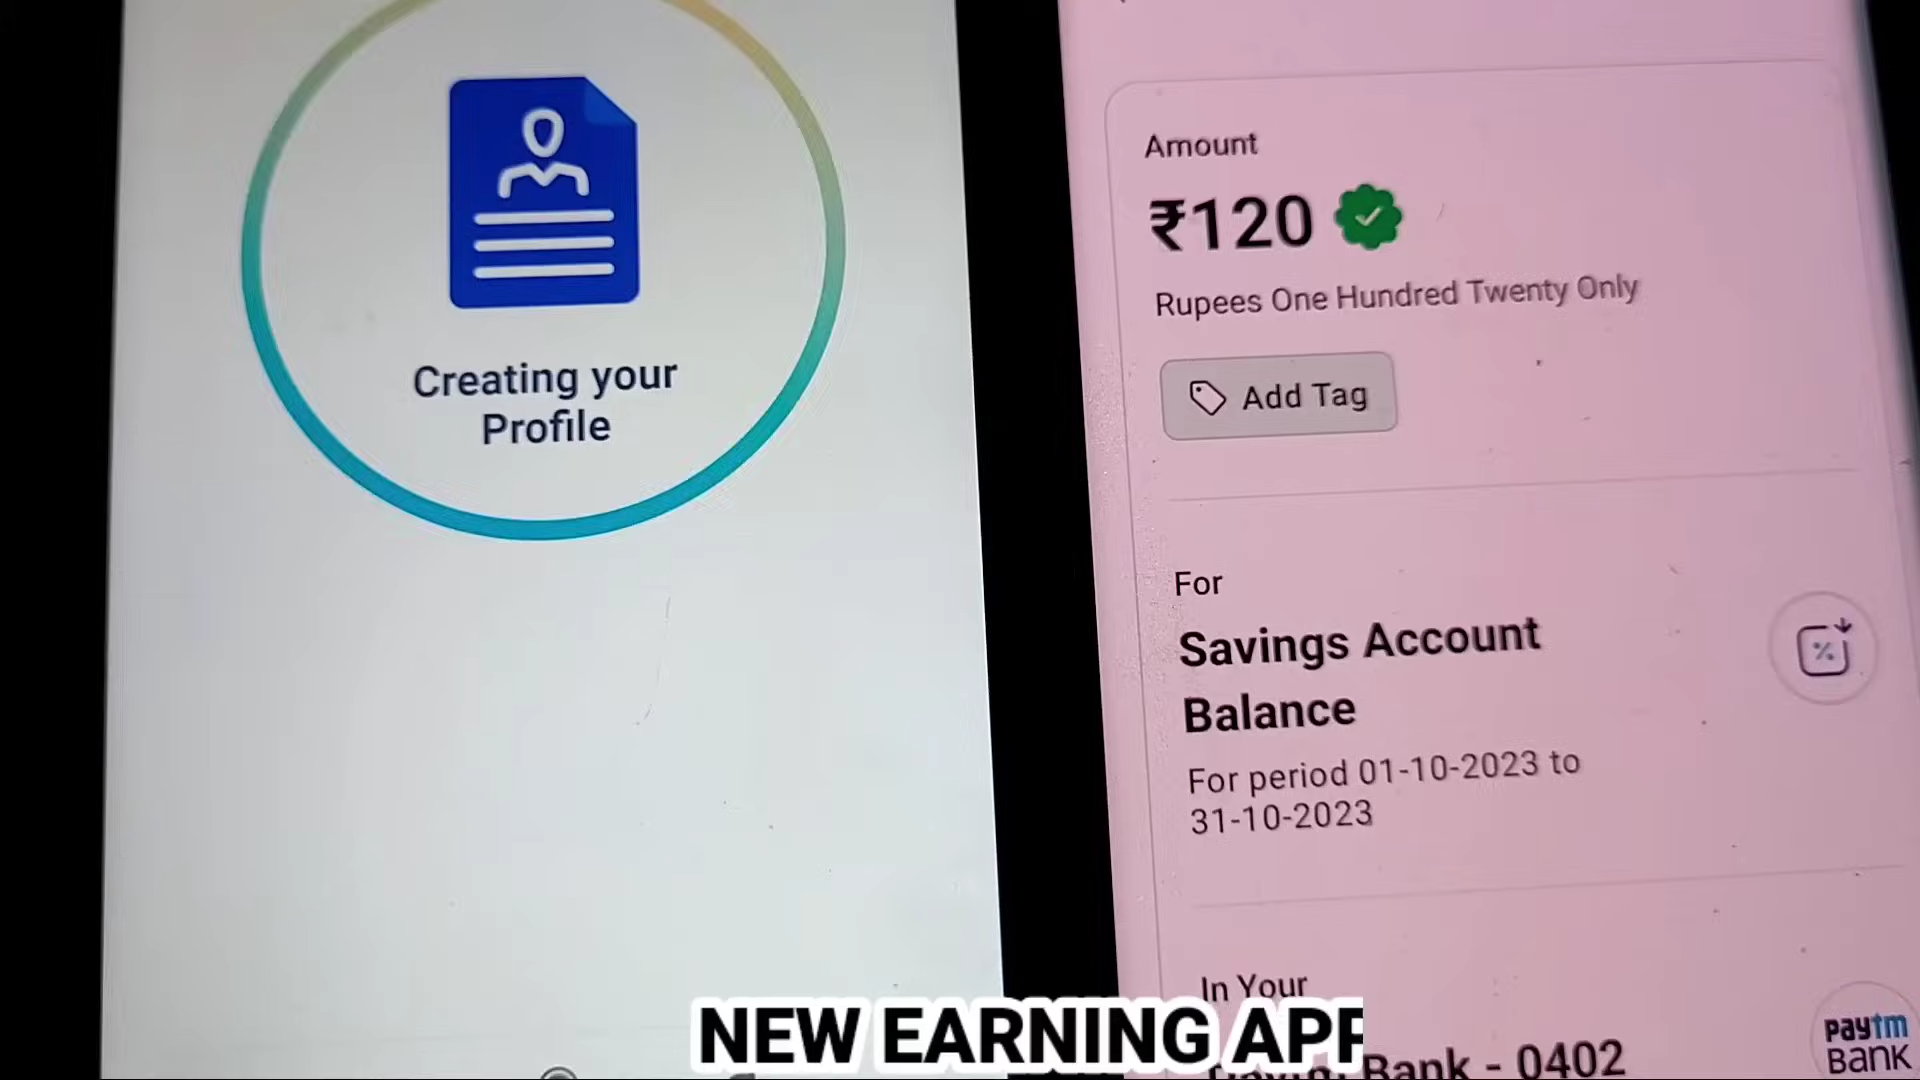 Creating your
Profile
Amount
₹120
Rupees One Hundred Twenty Only
Add Tag
For
Savings Account
Balance
%
For period 01-10-2023 to
31-10-2023
In Your
Bank - 0402
paytm
BANK
NEW EARNING APP